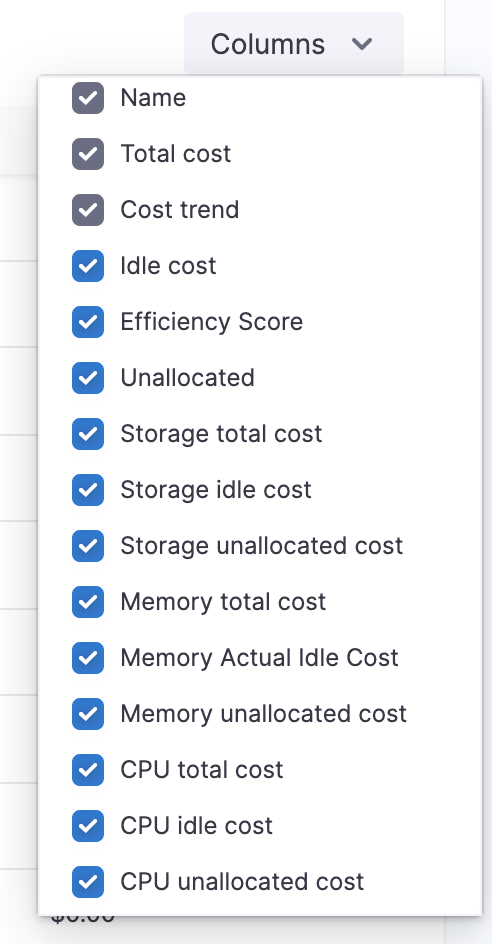 Columns
Name
Total cost
Cost trend
Idle cost
Efficiency Score
Unallocated
Storage total cost
Storage idle cost
Storage unallocated cost
Memory total cost
Memory Actual Idle Cost
Memory unallocated cost
CPU total cost
CPU idle cost
CPU unallocated cost